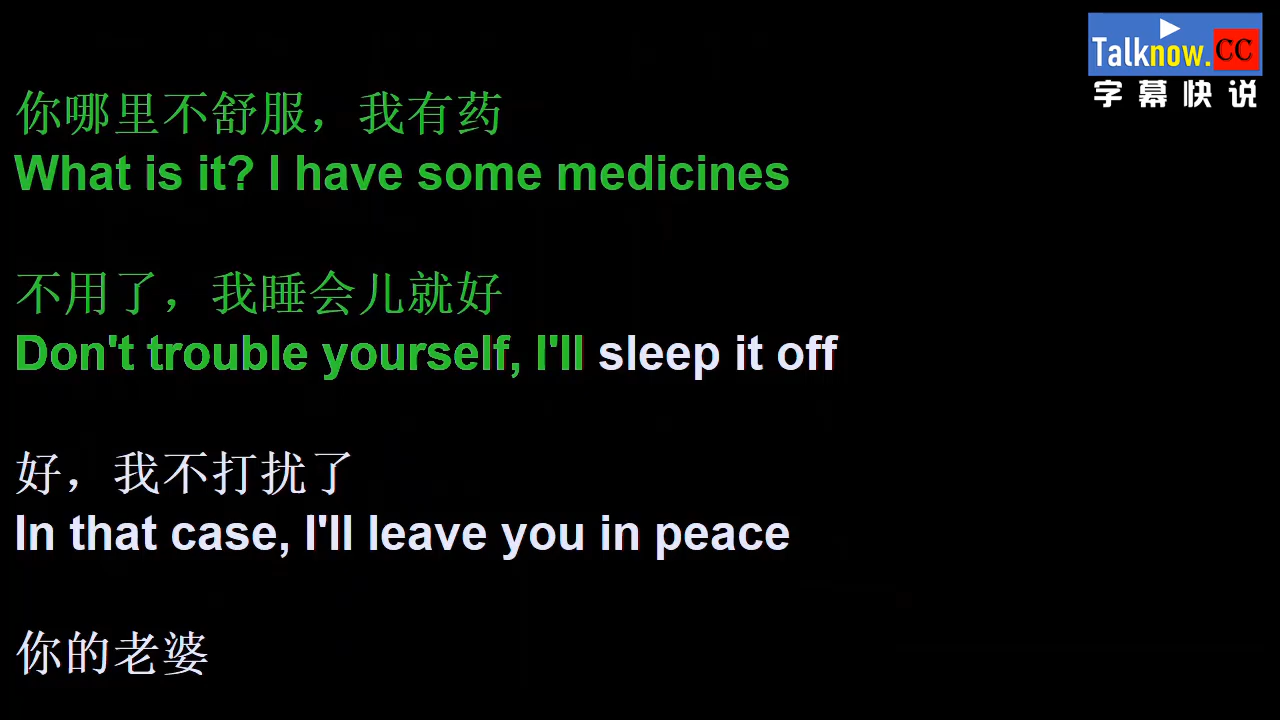 Talknow.CC
字幕快说
你哪里不舒服，我有药
What is it? I have some medicines
不用了，我睡会儿就好
Don't trouble yourself, I'll sleep it off
好，我不打扰了
In that case, I'll leave you in peace
你的老婆